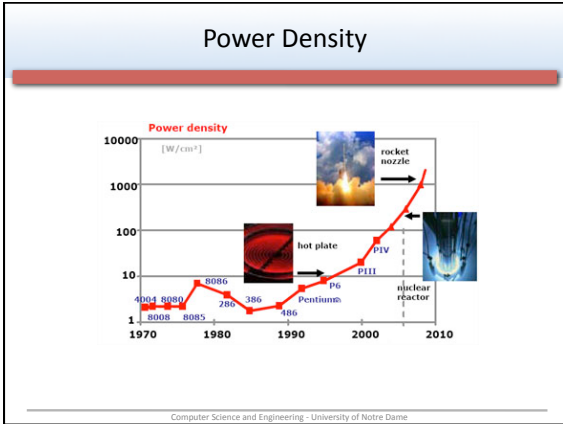 Power Density
Power density
[W/cm²]
10000
1000
100
10
1
rocket
nozzle
hot plate
nuclear
reactor
4004
8008
8080
8085
8086
286
386
486
Pentium®
P6
PIII
PIV
1970
1980
1990
2000
2010
Computer Science and Engineering - University of Notre Dame